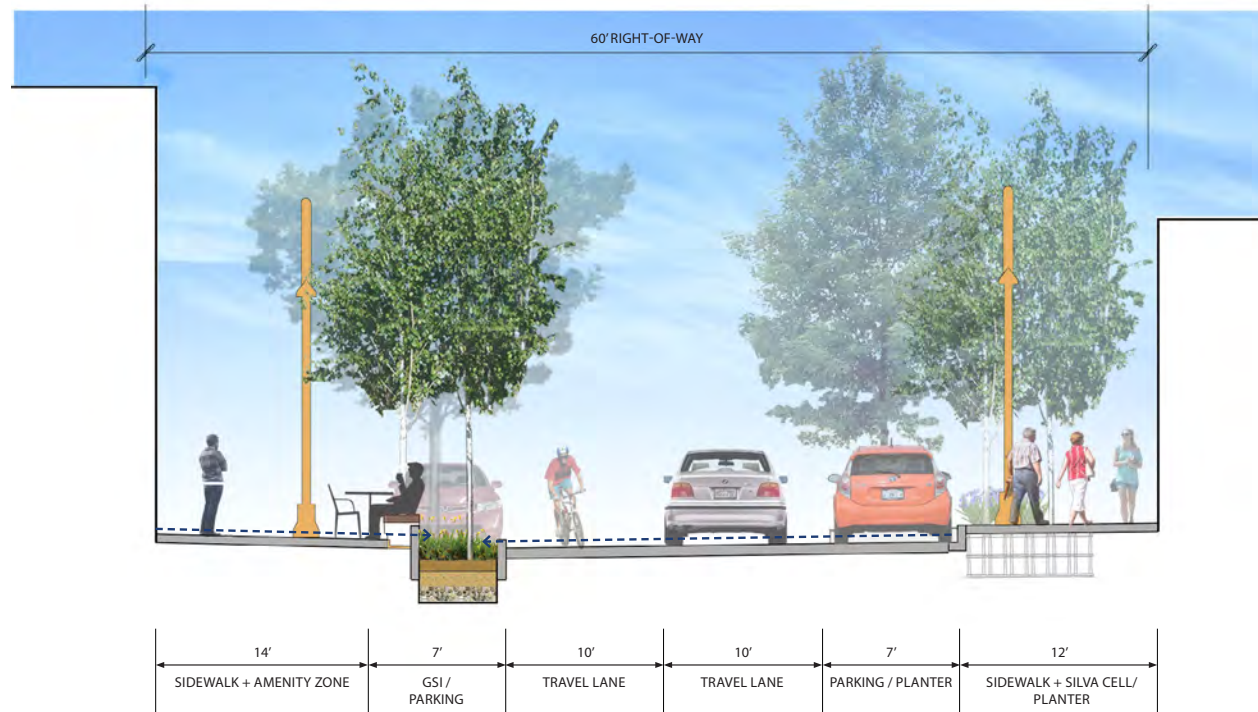 60' RIGHT-OF-WAY
14'
SIDEWALK + AMENITY ZONE
7'
GSI /
PARKING
10'
TRAVEL LANE
10'
TRAVEL LANE
7'
PARKING / PLANTER
12'
SIDEWALK + SILVA CELL/
PLANTER